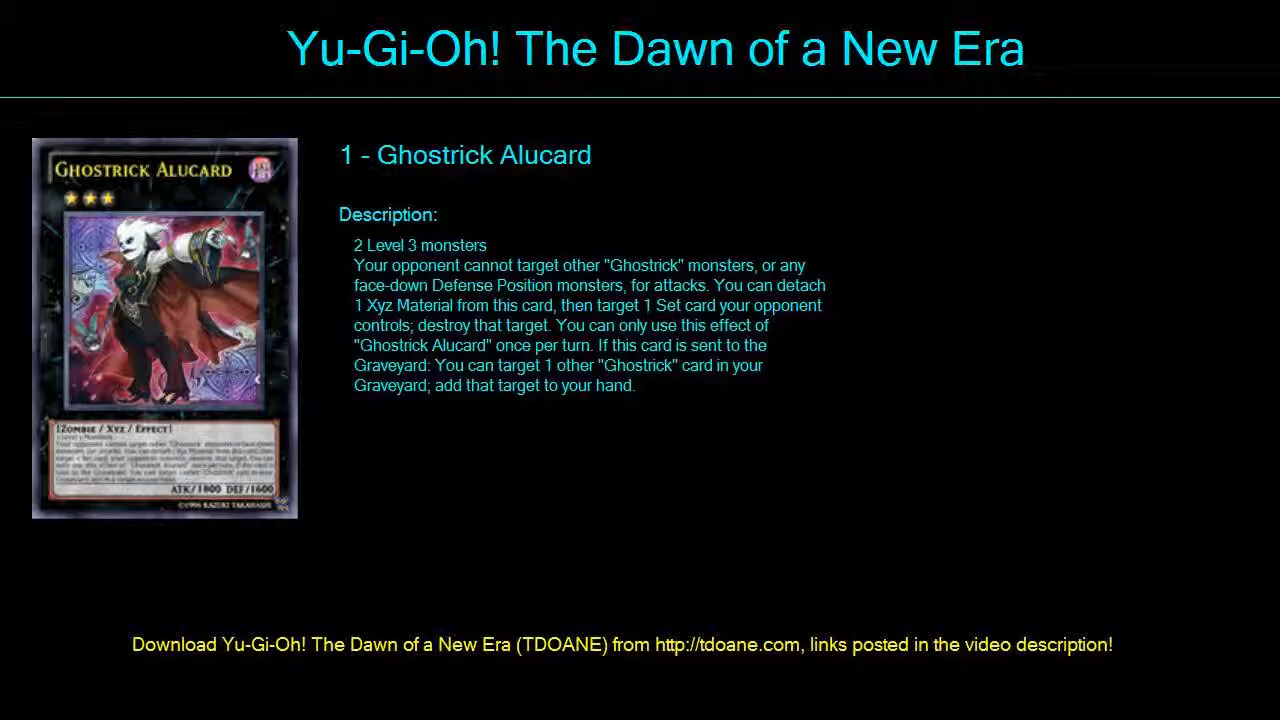 Yu-Gi-Oh! The Dawn of a New Era
GHOSTRICK ALUCARD
1 - Ghostrick Alucard
Description:
2 Level 3 monsters
Your opponent cannot target other "Ghostrick" monsters, or any
face-down Defense Position monsters, for attacks. You can detach
1 Xyz Material from this card, then target 1 Set card your opponent
controls; destroy that target. You can only use this effect of
"Ghostrick Alucard" once per turn. If this card is sent to the
Graveyard: You can target 1 other "Ghostrick" card in your
Graveyard; add that target to your hand.
[ZOMBIE / XYZ / EFFECT]
ATK/1800 DEF/1600
©1996 KAZUKI TAKAHASHI
Download Yu-Gi-Oh! The Dawn of a New Era (TDOANE) from http://tdoane.com, links posted in the video description!